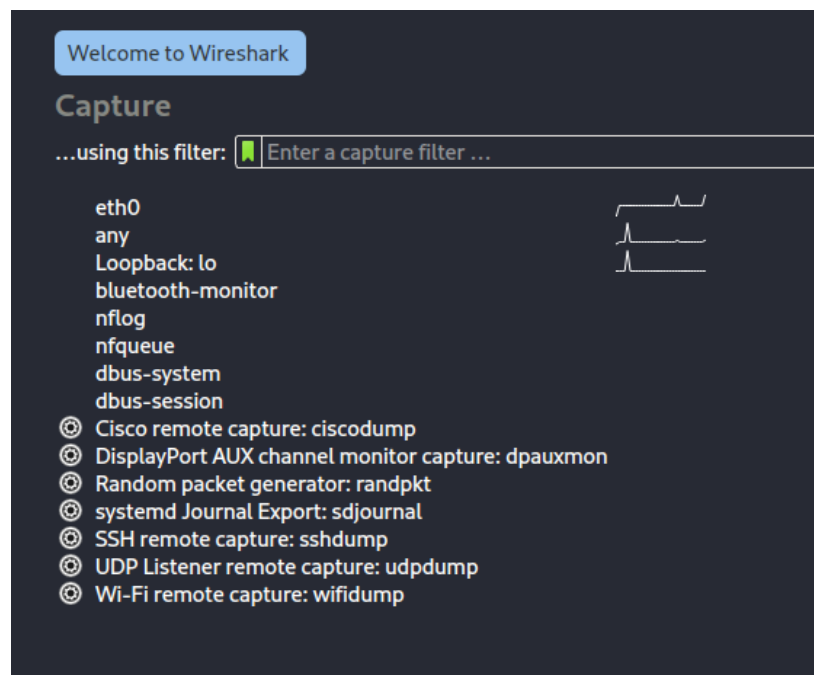 Welcome to Wireshark
Capture
...using this filter: Enter a capture filter ...
eth0
any
Loopback: lo
bluetooth-monitor
nflog
nfqueue
dbus-system
dbus-session
Cisco remote capture: ciscodump
DisplayPort AUX channel monitor capture: dpauxmon
Random packet generator: randpkt
systemd Journal Export: sdjournal
SSH remote capture: sshdump
UDP Listener remote capture: udpdump
Wi-Fi remote capture: wifidump